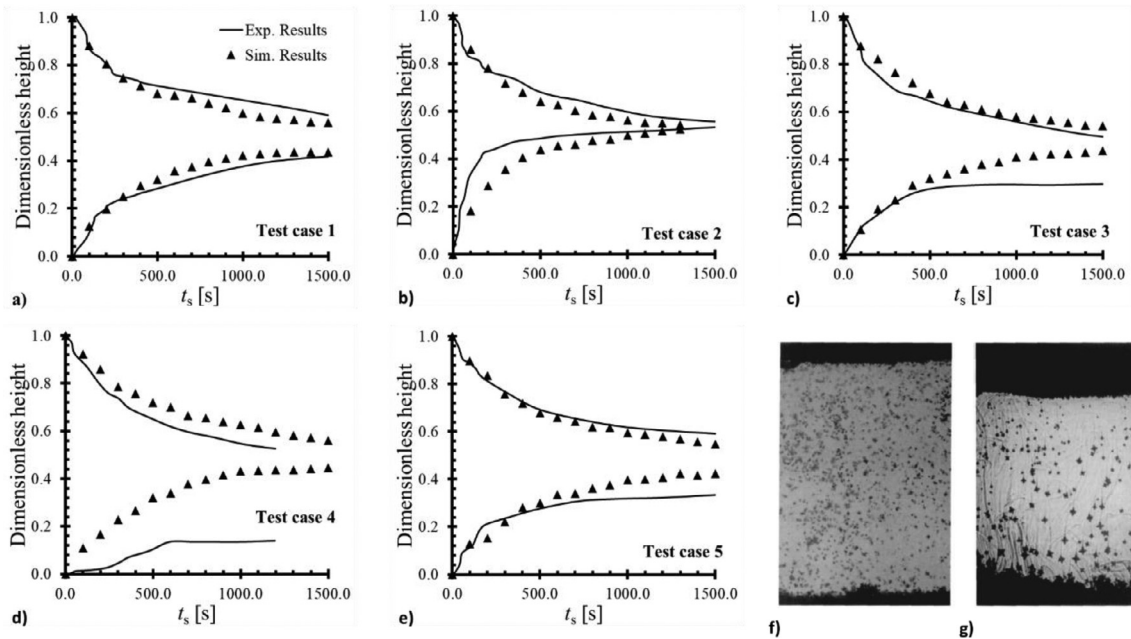 1.0
0.8
0.6
0.4
0.2
0.0
Dimensionless height
Exp. Results
Sim. Results
Test case 1
0.0 500.0 1000.0 1500.0
tₛ [s]
a)
1.0
0.8
0.6
0.4
0.2
0.0
Dimensionless height
Test case 2
0.0 500.0 1000.0 1500.0
tₛ [s]
b)
1.0
0.8
0.6
0.4
0.2
0.0
Dimensionless height
Test case 3
0.0 500.0 1000.0 1500.0
tₛ [s]
c)
1.0
0.8
0.6
0.4
0.2
0.0
Dimensionless height
Test case 4
0.0 500.0 1000.0 1500.0
tₛ [s]
d)
1.0
0.8
0.6
0.4
0.2
0.0
Dimensionless height
Test case 5
0.0 500.0 1000.0 1500.0
tₛ [s]
e)
f)
g)